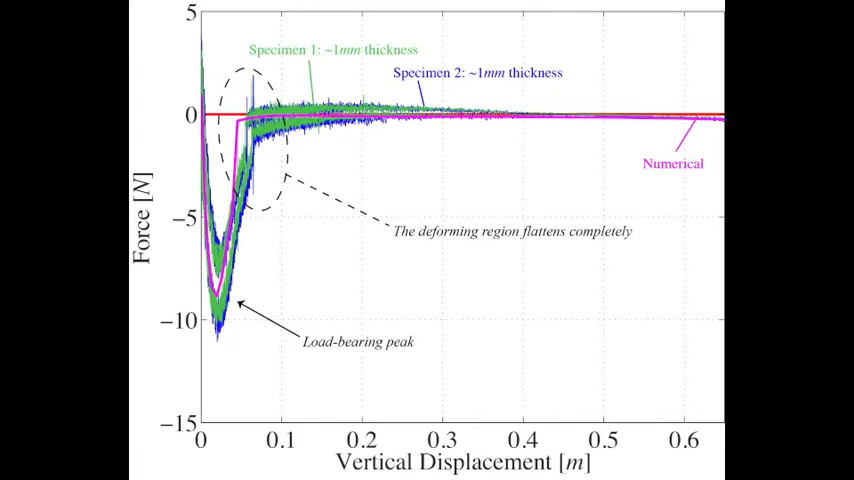 5
Specimen 1: ~1mm thickness
Specimen 2: ~1mm thickness
0
Numerical
Force [N]
−5
The deforming region flattens completely
−10
Load-bearing peak
−15
0 0.1 0.2 0.3 0.4 0.5 0.6
Vertical Displacement [m]